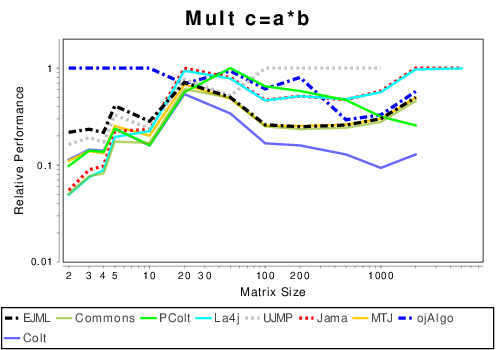 Mult c=a*b
Relative Performance
1
0.1
0.01
2 3 4 5 10 20 30 100 200 1000
Matrix Size
EJML Commons PColt La4j UJMP Jama MTJ ojAlgo
Colt